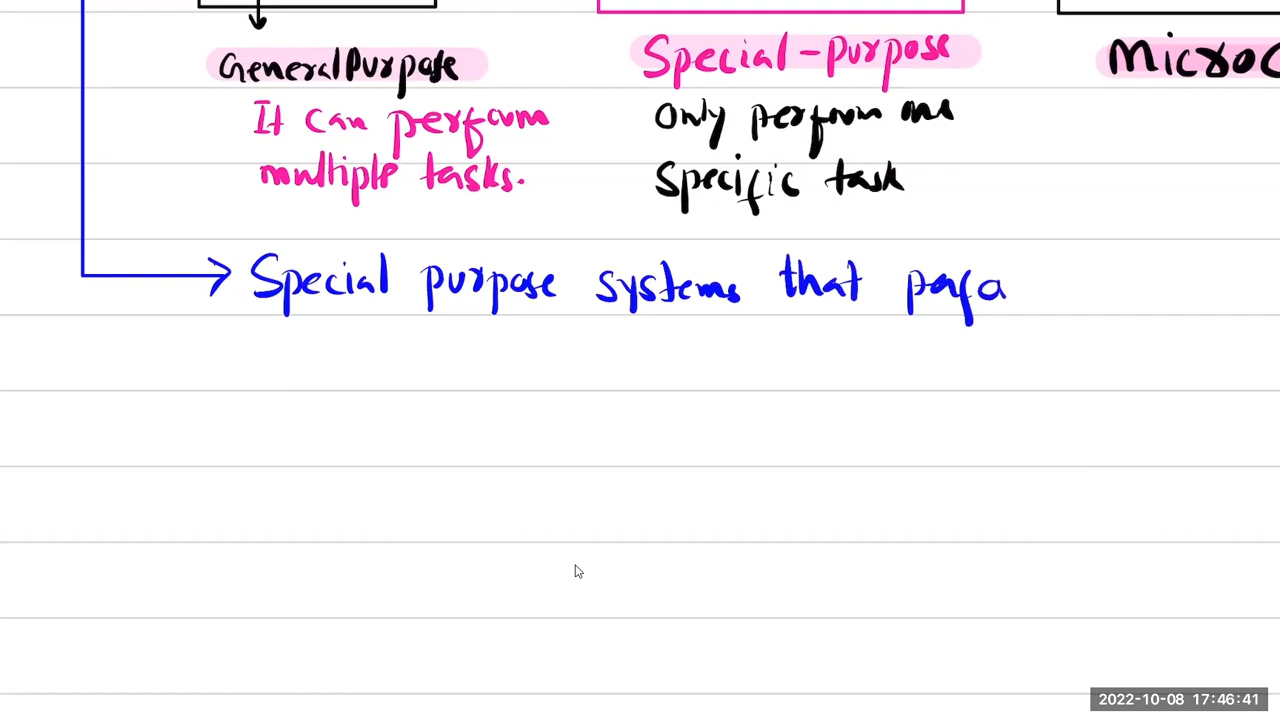 General Purpose
Special-purpose
MicroC
It can perform
multiple tasks.
Only perform one
Specific task
Special purpose systems that perfo
2022-10-08 17:46:41